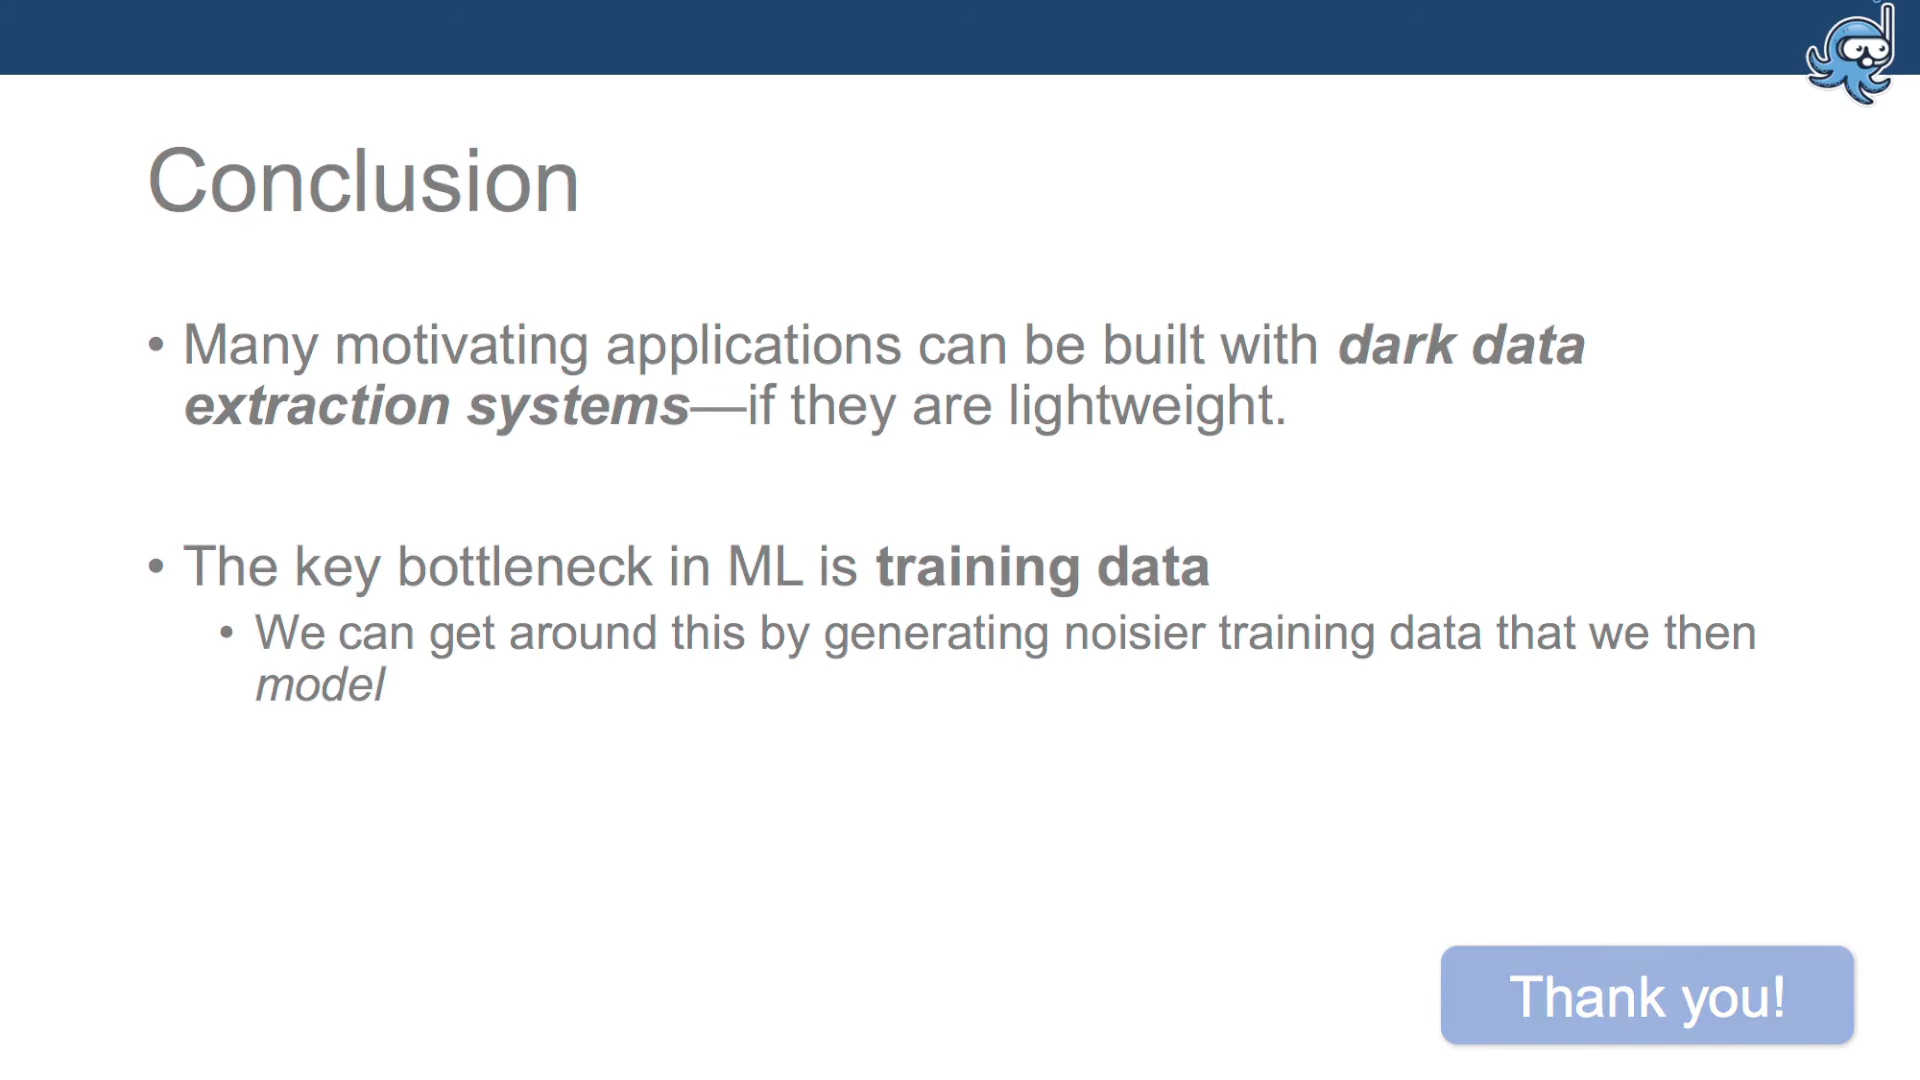 Conclusion
• Many motivating applications can be built with dark data
extraction systems—if they are lightweight.
• The key bottleneck in ML is training data
• We can get around this by generating noisier training data that we then
model
Thank you!